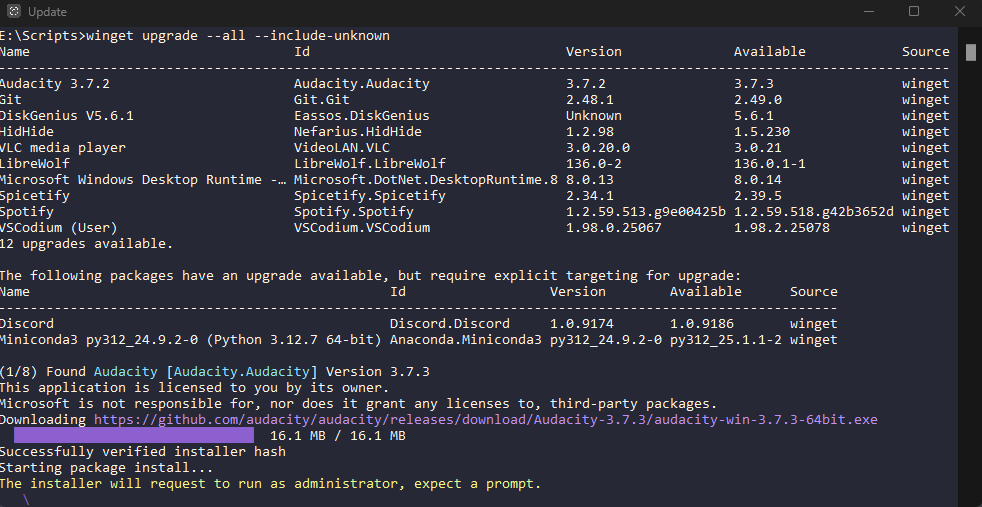 Update
E:\Scripts>winget upgrade --all --include-unknown
Name Id Version Available Source
-----------------------------------------------------------------------------------------------------------------------
Audacity 3.7.2 Audacity.Audacity 3.7.2 3.7.3 winget
Git Git.Git 2.48.1 2.49.0 winget
DiskGenius V5.6.1 Eassos.DiskGenius Unknown 5.6.1 winget
HidHide Nefarius.HidHide 1.2.98 1.5.230 winget
VLC media player VideoLAN.VLC 3.0.20.0 3.0.21 winget
LibreWolf LibreWolf.LibreWolf 136.0-2 136.0.1-1 winget
Microsoft Windows Desktop Runtime -… Microsoft.DotNet.DesktopRuntime.8 8.0.13 8.0.14 winget
Spicetify Spicetify.Spicetify 2.34.1 2.39.5 winget
Spotify Spotify.Spotify 1.2.59.513.g9e00425b 1.2.59.518.g42b3652d winget
VSCodium (User) VSCodium.VSCodium 1.98.0.25067 1.98.2.25078 winget
12 upgrades available.
The following packages have an upgrade available, but require explicit targeting for upgrade:
Name Id Version Available Source
---------------------------------------------------------------------------------------------------------
Discord Discord.Discord 1.0.9174 1.0.9186 winget
Miniconda3 py312_24.9.2-0 (Python 3.12.7 64-bit) Anaconda.Miniconda3 py312_24.9.2-0 py312_25.1.1-2 winget
(1/8) Found Audacity [Audacity.Audacity] Version 3.7.3
This application is licensed to you by its owner.
Microsoft is not responsible for, nor does it grant any licenses to, third-party packages.
Downloading https://github.com/audacity/audacity/releases/download/Audacity-3.7.3/audacity-win-3.7.3-64bit.exe
16.1 MB / 16.1 MB
Successfully verified installer hash
Starting package install...
The installer will request to run as administrator, expect a prompt.
\